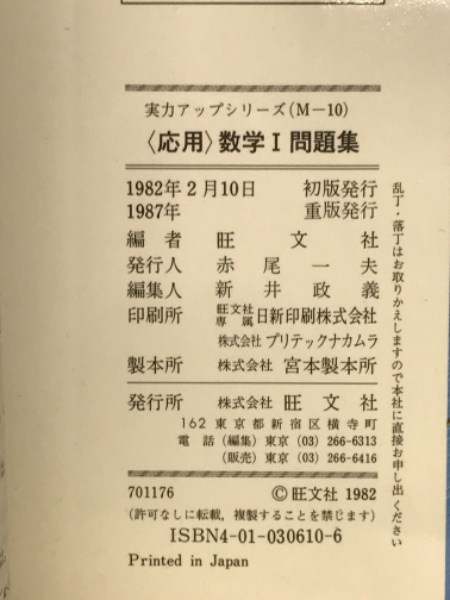 実力アップシリーズ(M－10)
〈応用〉数学Ⅰ問題集
1982年2月10日　初版発行
1987年　重版発行
編者　旺文社
発行人　赤尾一夫
編集人　新井政義
印刷所　旺文社専属 日新印刷株式会社
株式会社 プリテックナカムラ
製本所　株式会社 宮本製本所
発行所　株式会社 旺文社
162 東京都新宿区横寺町
電話(編集) 東京 (03) 266-6313
(販売) 東京 (03) 266-6416
701176　©旺文社 1982
(許可なしに転載，複製することを禁じます)
ISBN4-01-030610-6
Printed in Japan
乱丁・落丁はお取りかえしますので本社に直接お申し出ください